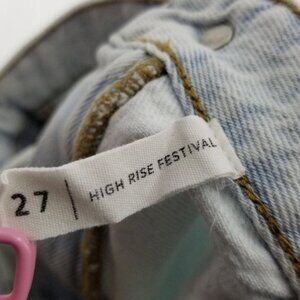 27 | HIGH RISE FESTIVAL